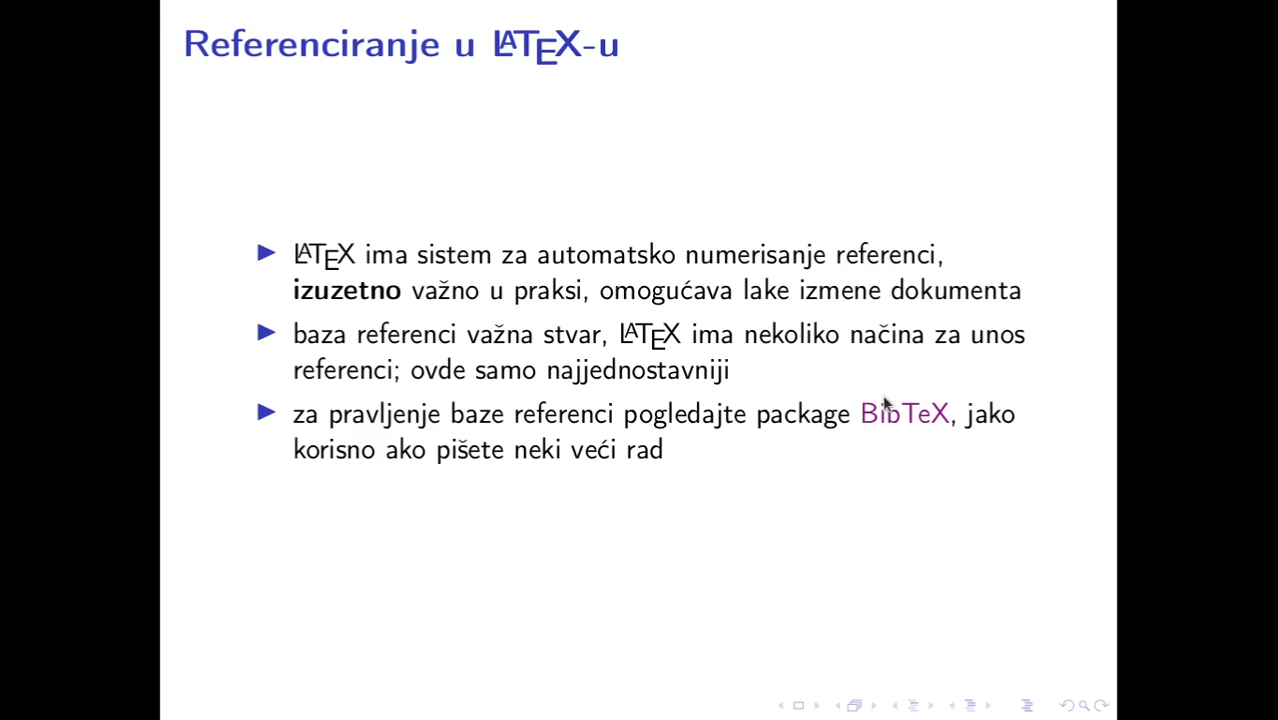 Referenciranje u LATEX-u
LATEX ima sistem za automatsko numerisanje referenci,
izuzetno važno u praksi, omogućava lake izmene dokumenta
baza referenci važna stvar, LATEX ima nekoliko načina za unos
referenci; ovde samo najjednostavniji
za pravljenje baze referenci pogledajte package BibTeX, jako
korisno ako pišete neki veći rad